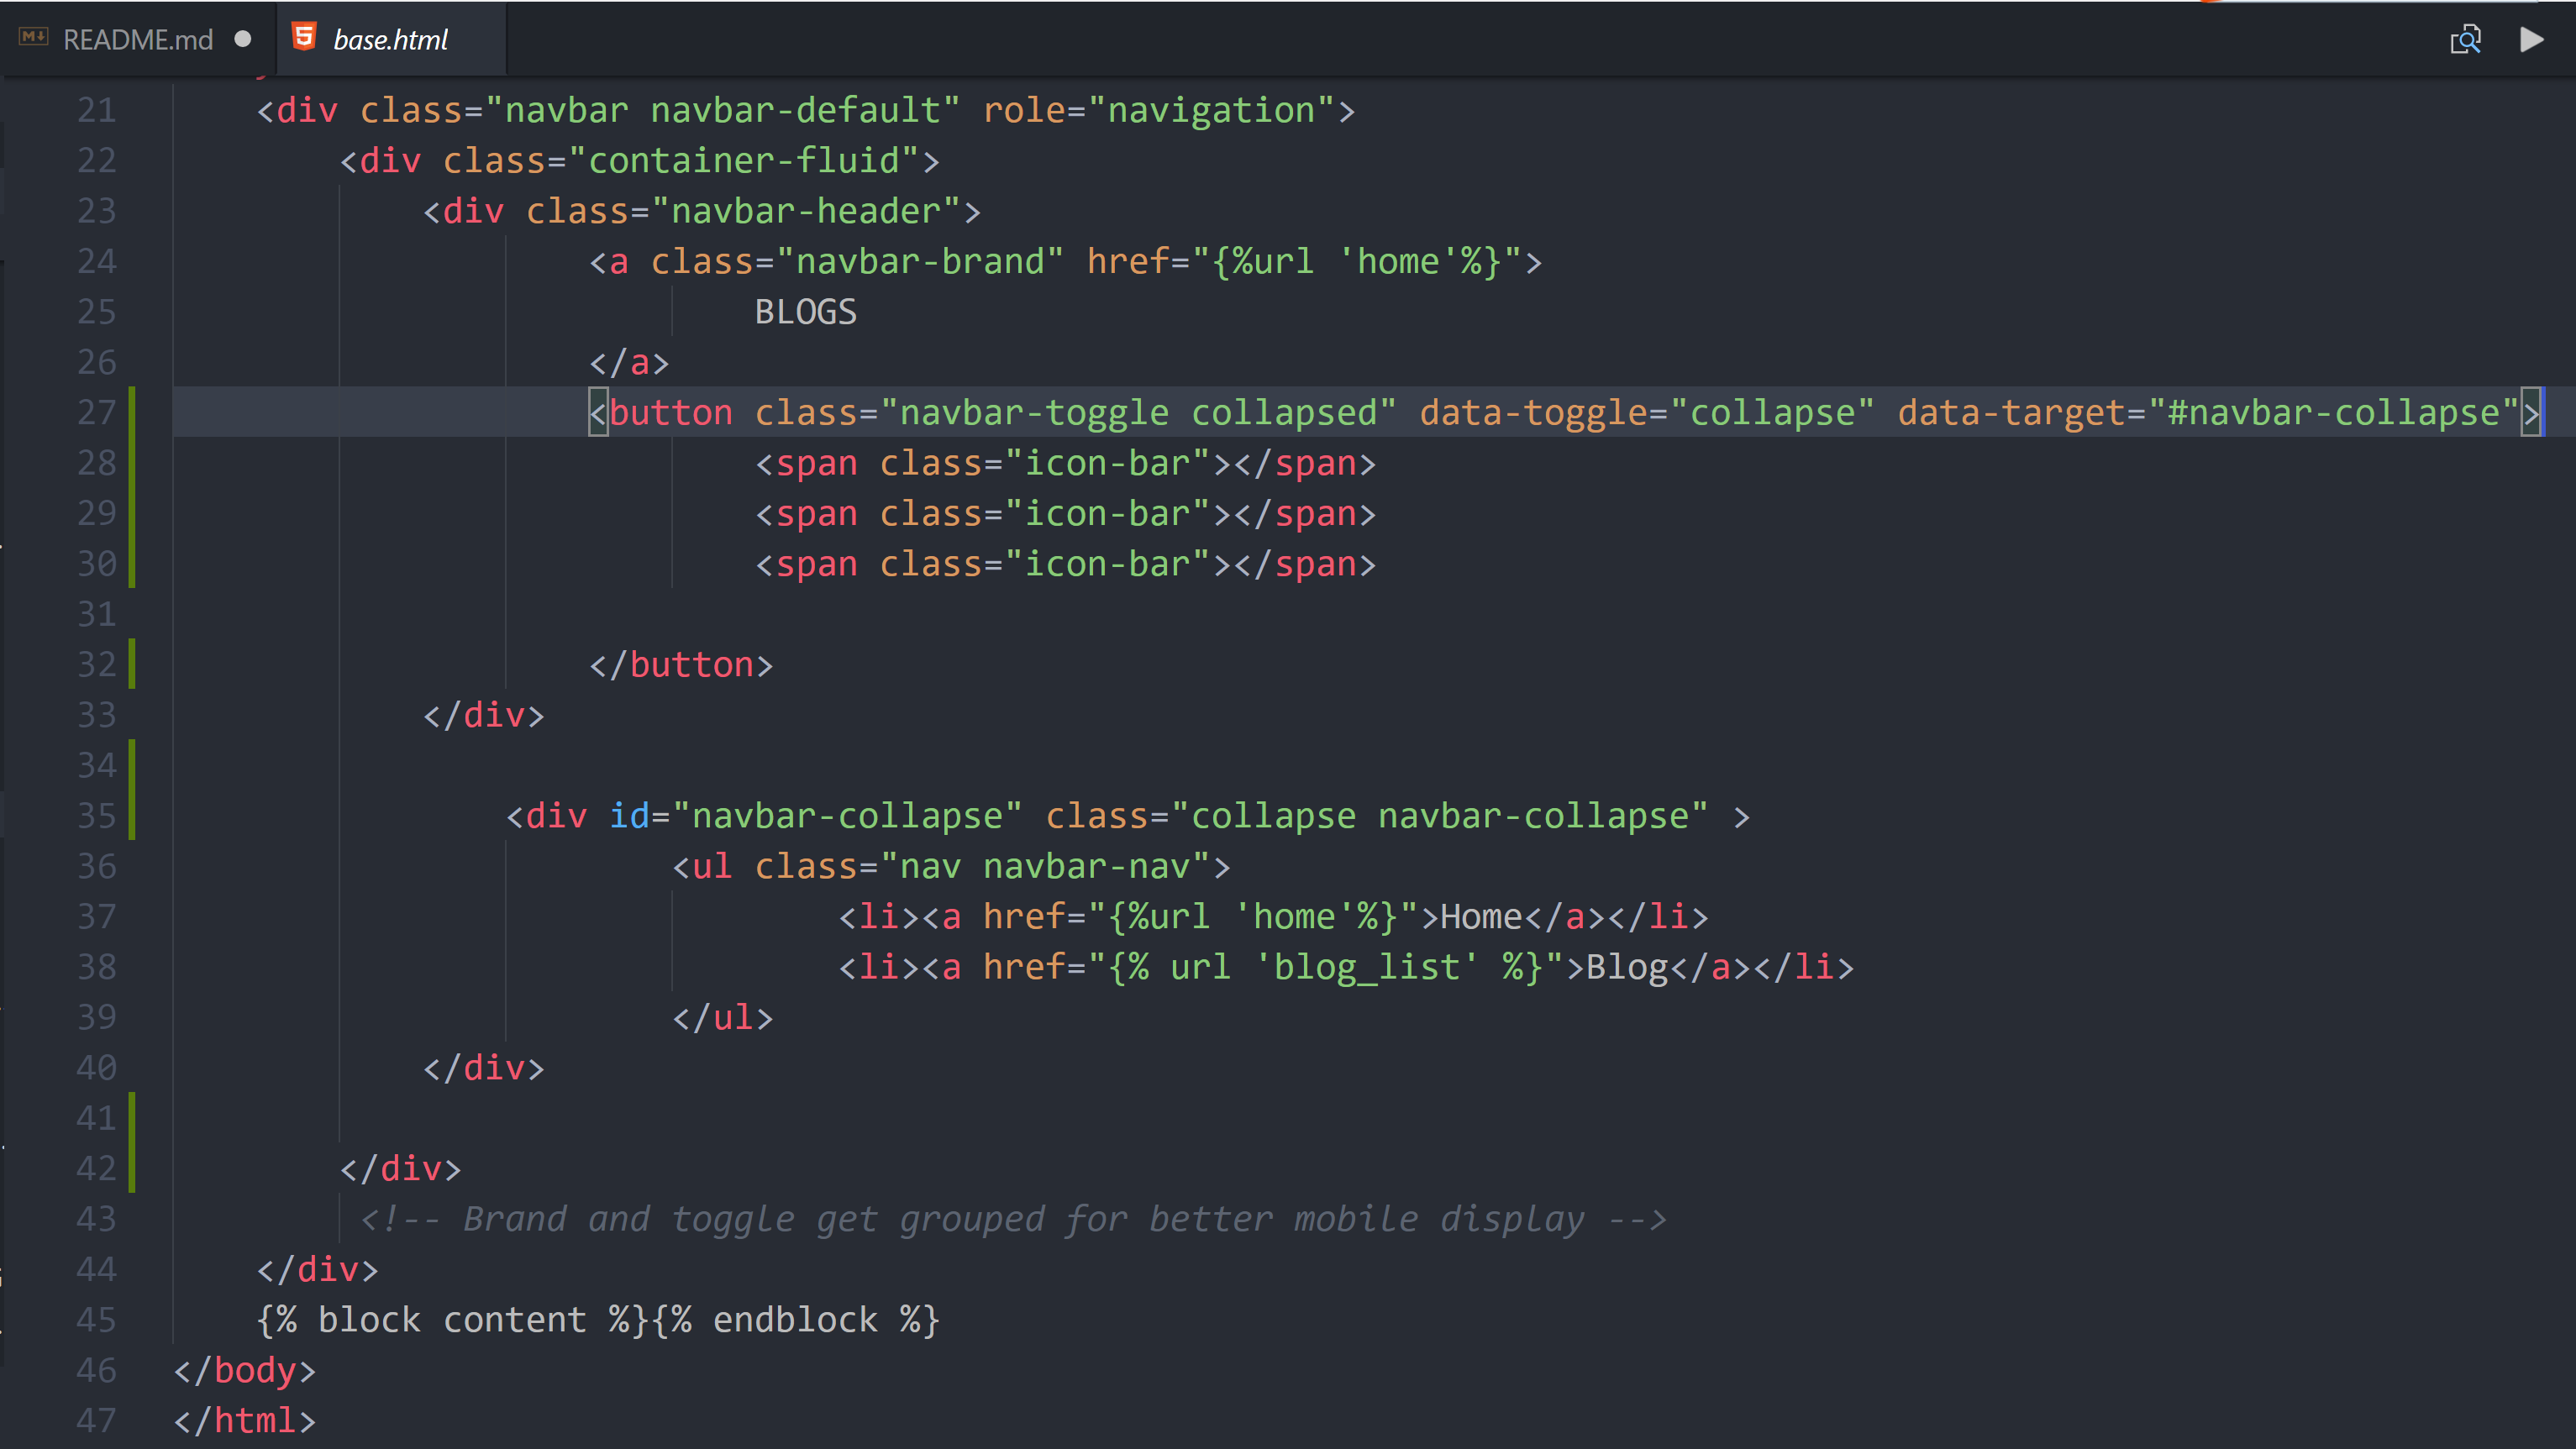 README.md base.html
21 <div class="navbar navbar-default" role="navigation">
22 <div class="container-fluid">
23 <div class="navbar-header">
24 <a class="navbar-brand" href="{%url 'home'%}">
25 BLOGS
26 </a>
27 <button class="navbar-toggle collapsed" data-toggle="collapse" data-target="#navbar-collapse">
28 <span class="icon-bar"></span>
29 <span class="icon-bar"></span>
30 <span class="icon-bar"></span>
31
32 </button>
33 </div>
34
35 <div id="navbar-collapse" class="collapse navbar-collapse" >
36 <ul class="nav navbar-nav">
37 <li><a href="{%url 'home'%}">Home</a></li>
38 <li><a href="{% url 'blog_list' %}">Blog</a></li>
39 </ul>
40 </div>
41
42 </div>
43 <!-- Brand and toggle get grouped for better mobile display -->
44 </div>
45 {% block content %}{% endblock %}
46 </body>
47 </html>